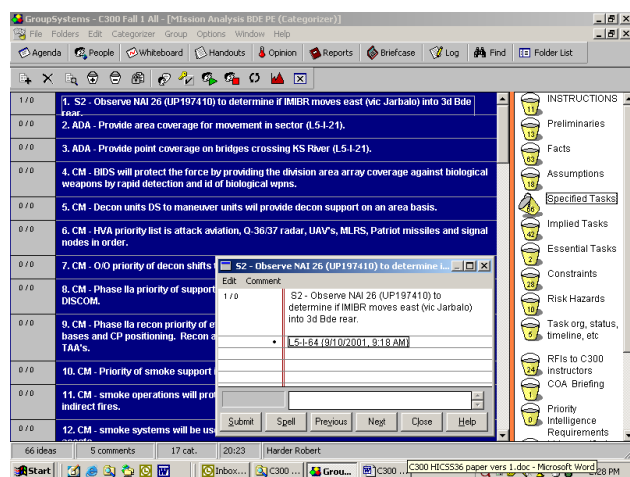 GroupSystems - C300 Fall 1 All - [MIssion Analysis BDE PE (Categorizer)]
File Folders Edit Categorizer Group Options Window Help
Agenda People Whiteboard Handouts Opinion Reports Briefcase Log Find Folder List
1 / 0 1. S2 - Observe NAI 26 (UP197410) to determine if IMIBR moves east (vic Jarbalo) into 3d Bde
rear.
0 / 0 2. ADA - Provide area coverage for movement in sector (L5-I-21).
0 / 0 3. ADA - Provide point coverage on bridges crossing KS River (L5-I-21).
0 / 0 4. CM - BIDS will protect the force by providing the division area array coverage against biological
weapons by rapid detection and id of biological wpns.
0 / 0 5. CM - Decon units DS to maneuver units wil provide decon support on an area basis.
0 / 0 6. CM - HVA priority list is attack aviation, Q-36/37 radar, UAV's, MLRS, Patriot missiles and signal
nodes in order.
0 / 0 7. CM - O/O priority of decon shifts
0 / 0 8. CM - Phase IIa priority of support
DISCOM.
0 / 0 9. CM - Phase IIa recon priority of e
bases and CP positioning. Recon a
TAA's.
0 / 0 10. CM - Priority of smoke support
0 / 0 11. CM - smoke operations will prot
indirect fires.
0 / 0 12. CM - smoke systems will be us
S2 - Observe NAI 26 (UP197410) to determine i...
Edit Comment
1 / 0 S2 - Observe NAI 26 (UP197410) to
determine if IMIBR moves east (vic Jarbalo)
into 3d Bde rear.
• L5-I-64 (9/10/2001, 9:18 AM)
Submit Spell Previous Next Close Help
INSTRUCTIONS
11
Preliminaries
13
Facts
63
Assumptions
18
Specified Tasks
66
Implied Tasks
42
Essential Tasks
2
Constraints
28
Risk Hazards
10
Task org, status,
timeline, etc
5
RFIs to C300
instructors
24
COA Briefing
1
Priority
Intelligence
Requirements
0
66 ideas 5 comments 17 cat. 20:23 Harder Robert
Start Inbox... C300 ... Grou... C300 ... C300 HICSS36 paper vers 1.doc - Microsoft Word 2:28 PM